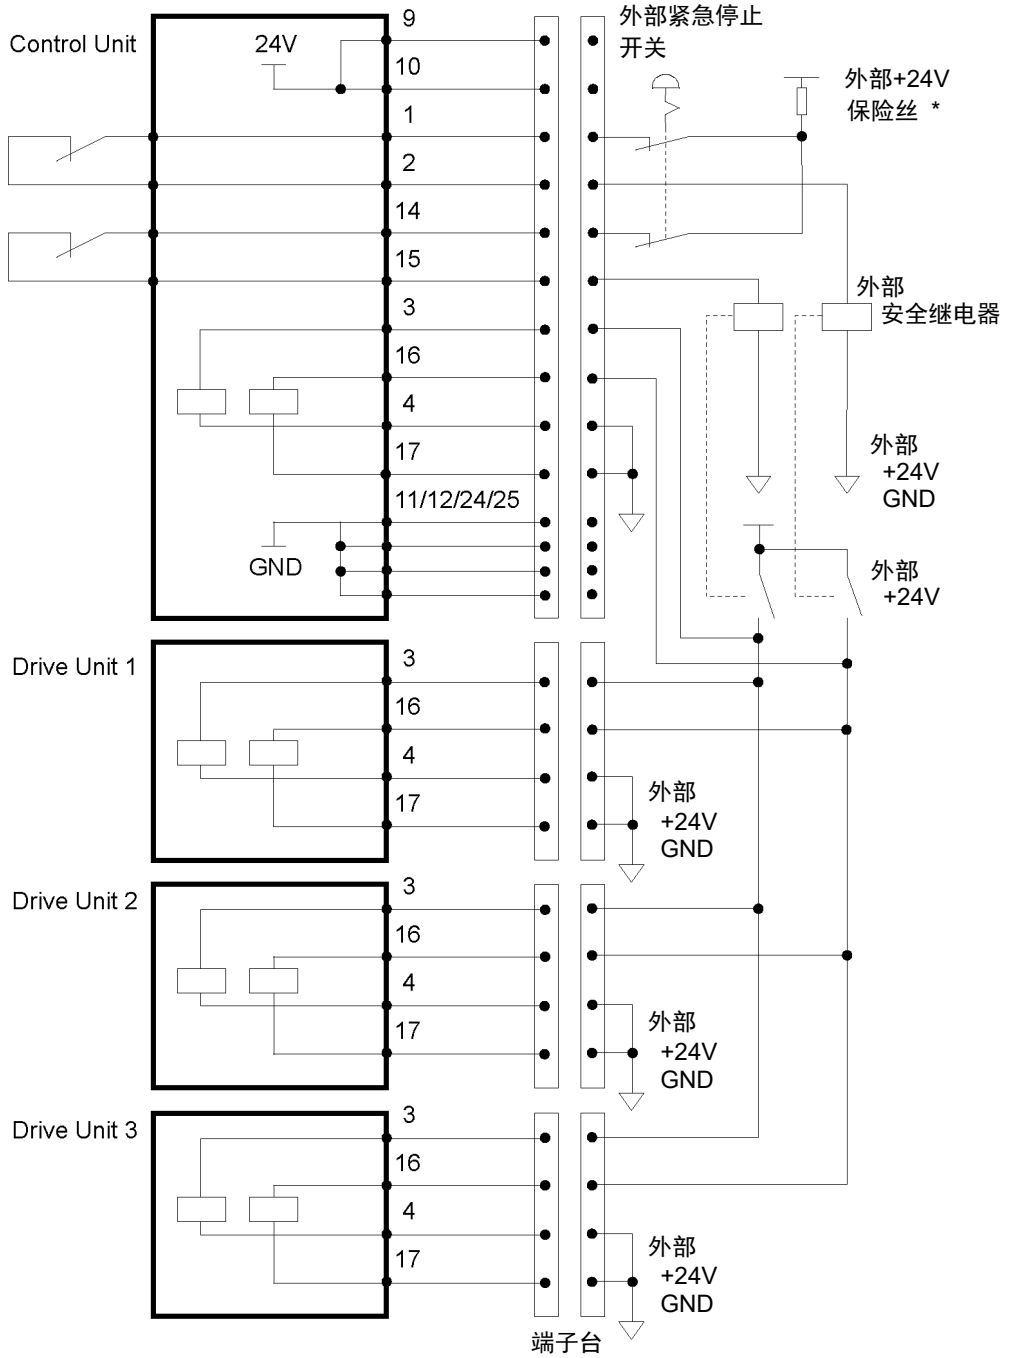 Control Unit
24V
9
10
1
2
14
15
3
16
4
17
11/12/24/25
GND
外部紧急停止
开关
外部+24V
保险丝 *
外部
安全继电器
外部
+24V
GND
外部
+24V
Drive Unit 1
3
16
4
17
外部
+24V
GND
Drive Unit 2
3
16
4
17
外部
+24V
GND
Drive Unit 3
3
16
4
17
外部
+24V
GND
端子台